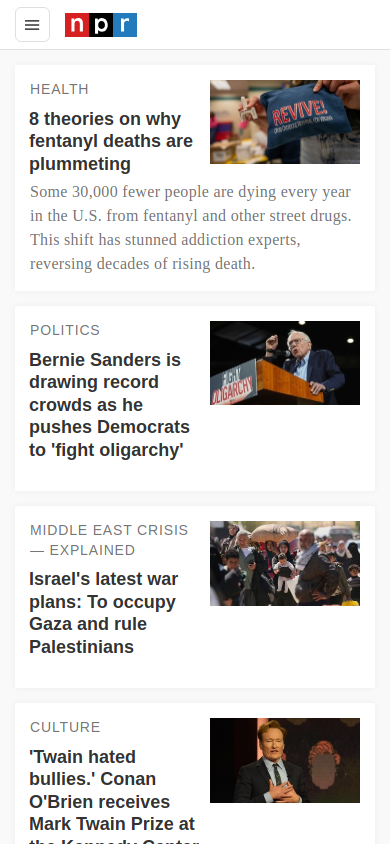 npr
HEALTH
8 theories on why
fentanyl deaths are
plummeting
REVIVE!
Some 30,000 fewer people are dying every year
in the U.S. from fentanyl and other street drugs.
This shift has stunned addiction experts,
reversing decades of rising death.
POLITICS
Bernie Sanders is
drawing record
crowds as he
pushes Democrats
to 'fight oligarchy'
FIGHT
OLIGARCHY
MIDDLE EAST CRISIS
— EXPLAINED
Israel's latest war
plans: To occupy
Gaza and rule
Palestinians
CULTURE
'Twain hated
bullies.' Conan
O'Brien receives
Mark Twain Prize at
the Kennedy Center